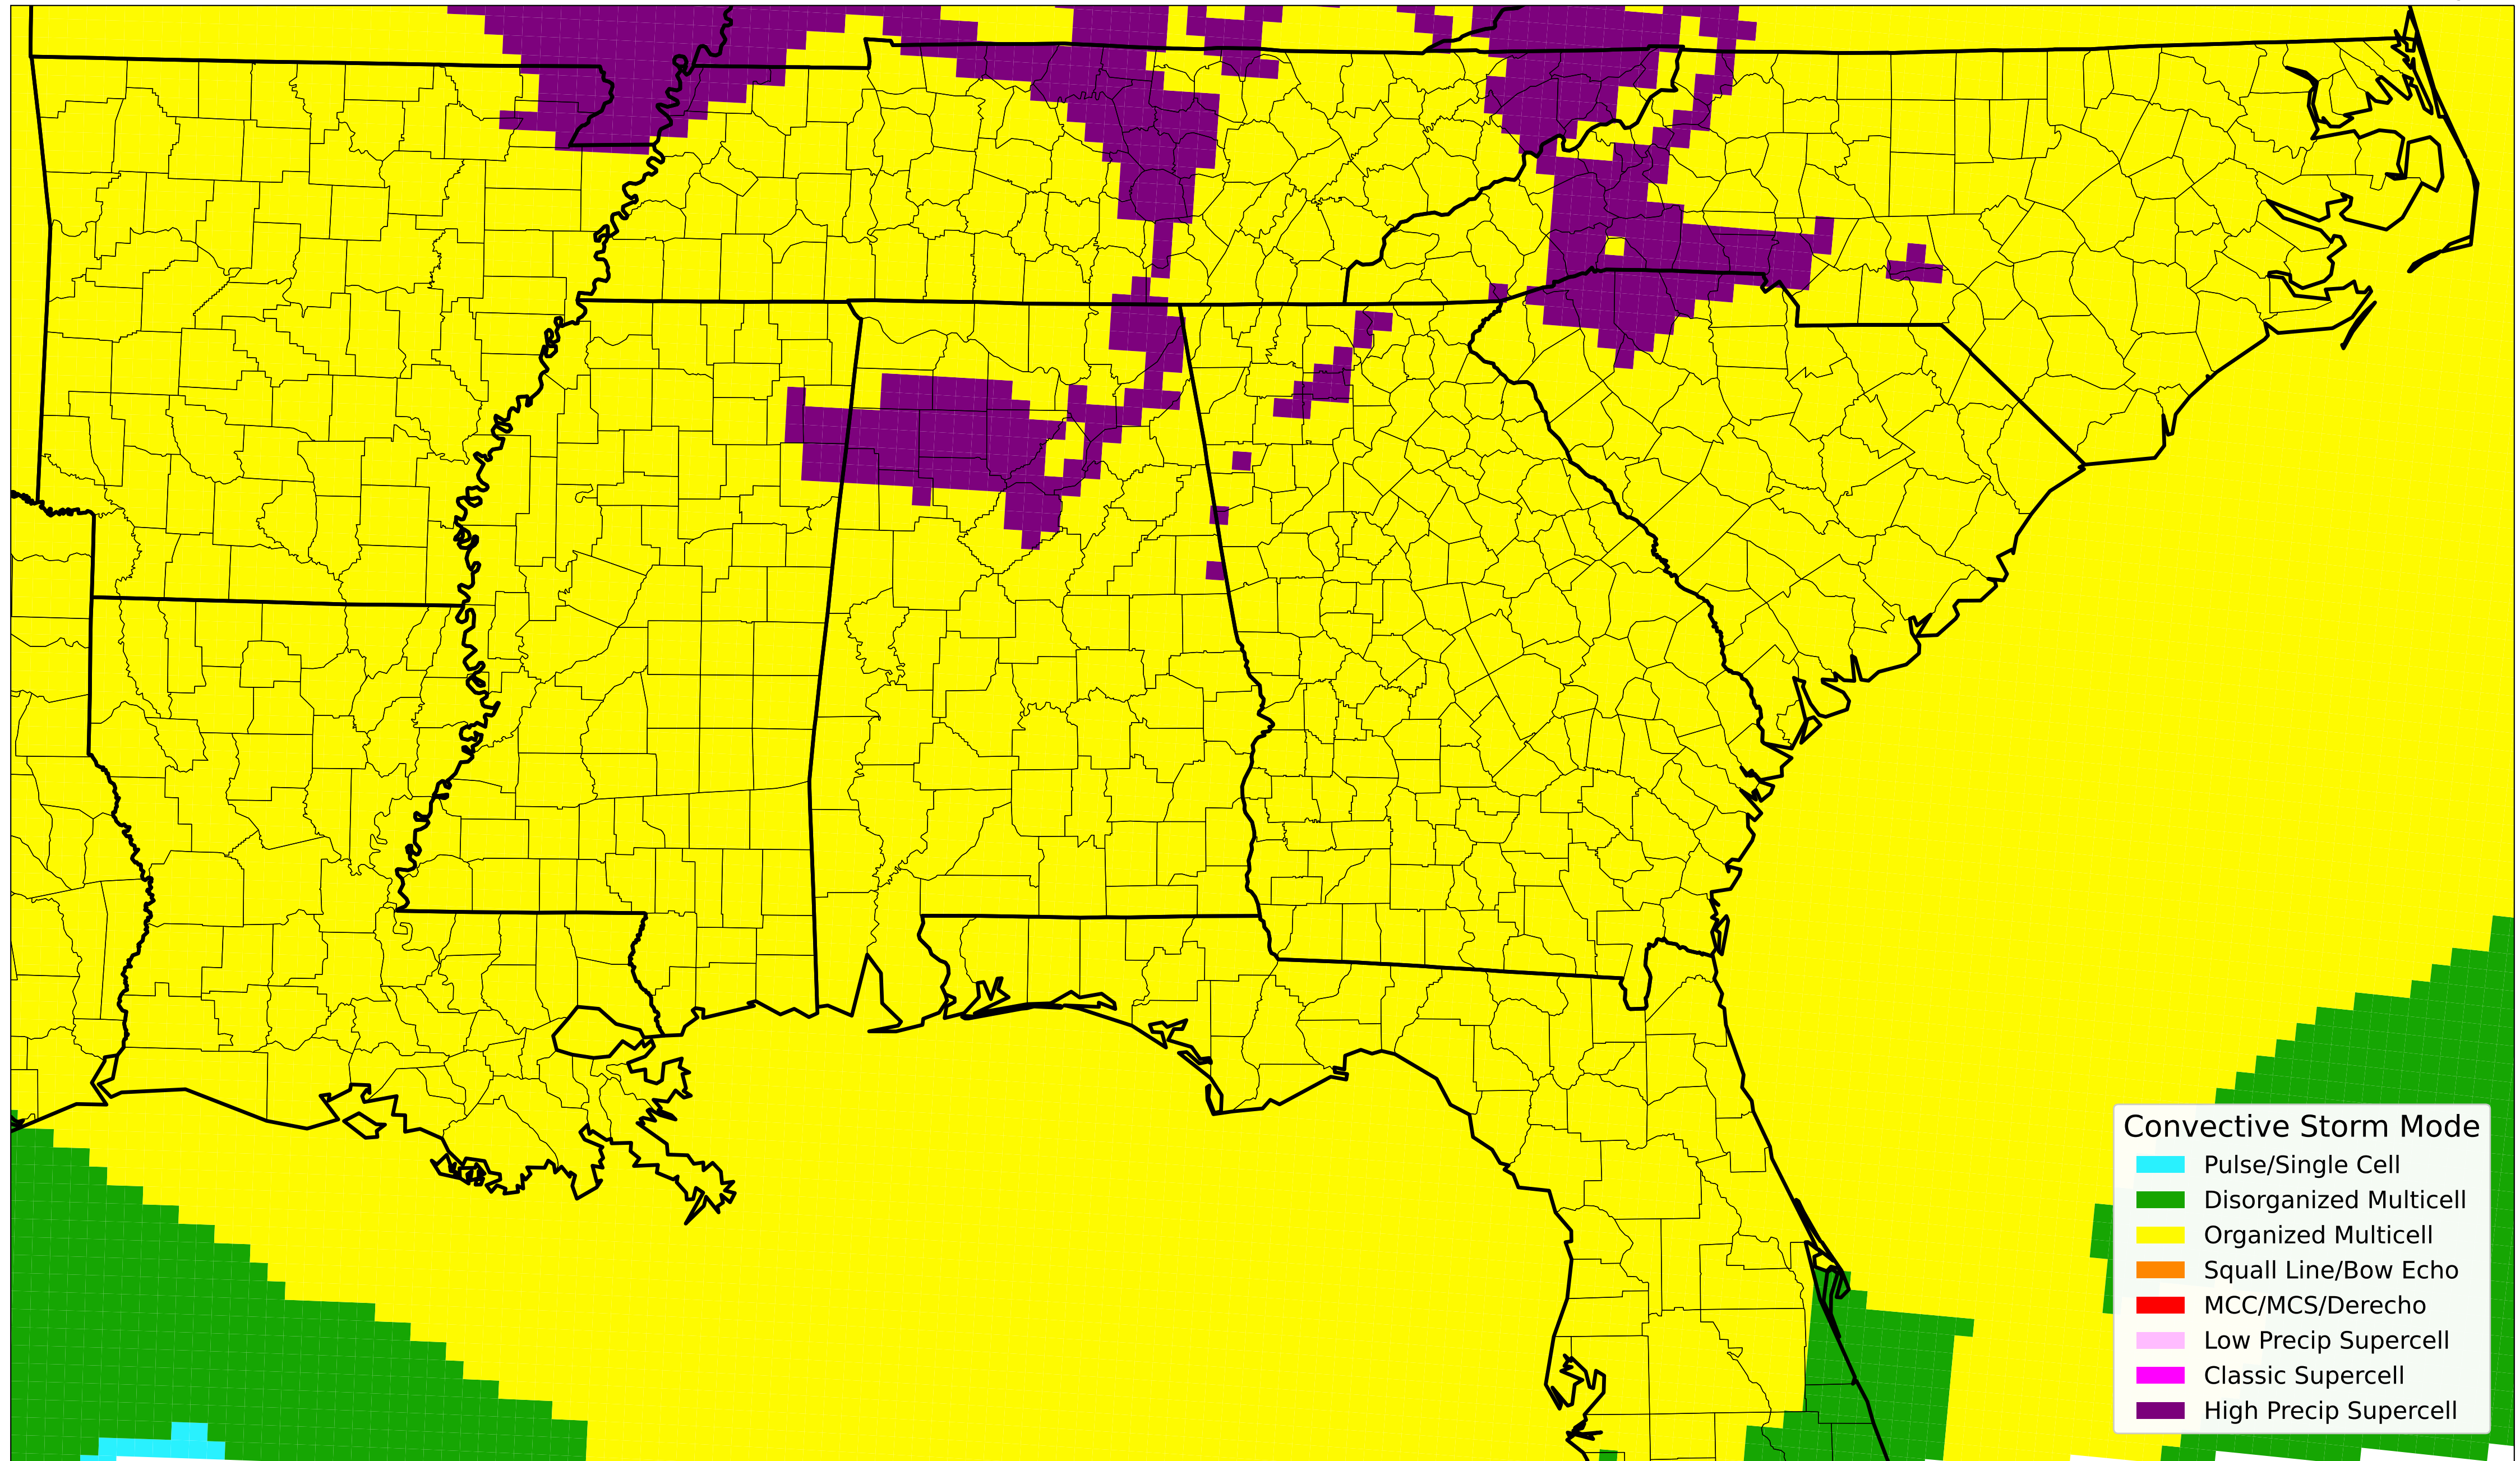 Convective Storm Mode
Pulse/Single Cell
Disorganized Multicell
Organized Multicell
Squall Line/Bow Echo
MCC/MCS/Derecho
Low Precip Supercell
Classic Supercell
High Precip Supercell